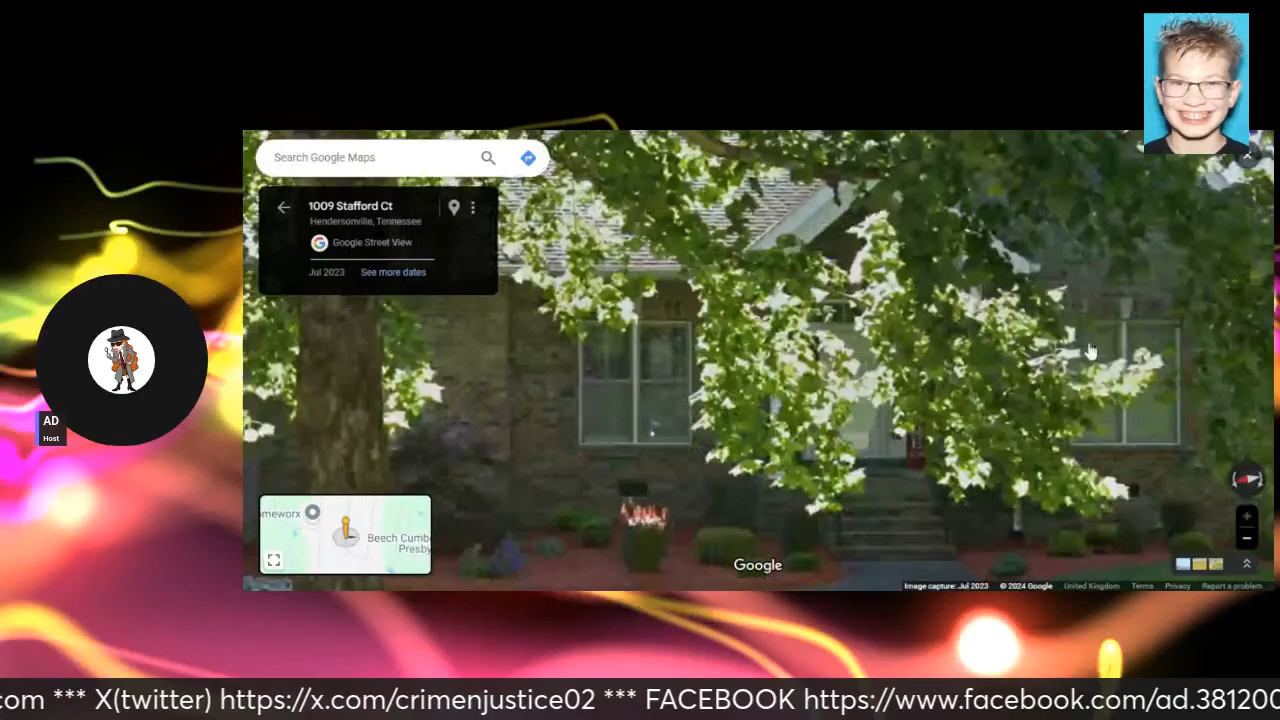 Search Google Maps
1009 Stafford Ct
Hendersonville, Tennessee
Google Street View
Jul 2023 See more dates
AD
Host
ameworx
Beech Cumb
Presby
Google
Image capture: Jul 2023 © 2024 Google United Kingdom Terms Privacy Report a problem
com *** X(twitter) https://x.com/crimenjustice02 *** FACEBOOK https://www.facebook.com/ad.381200